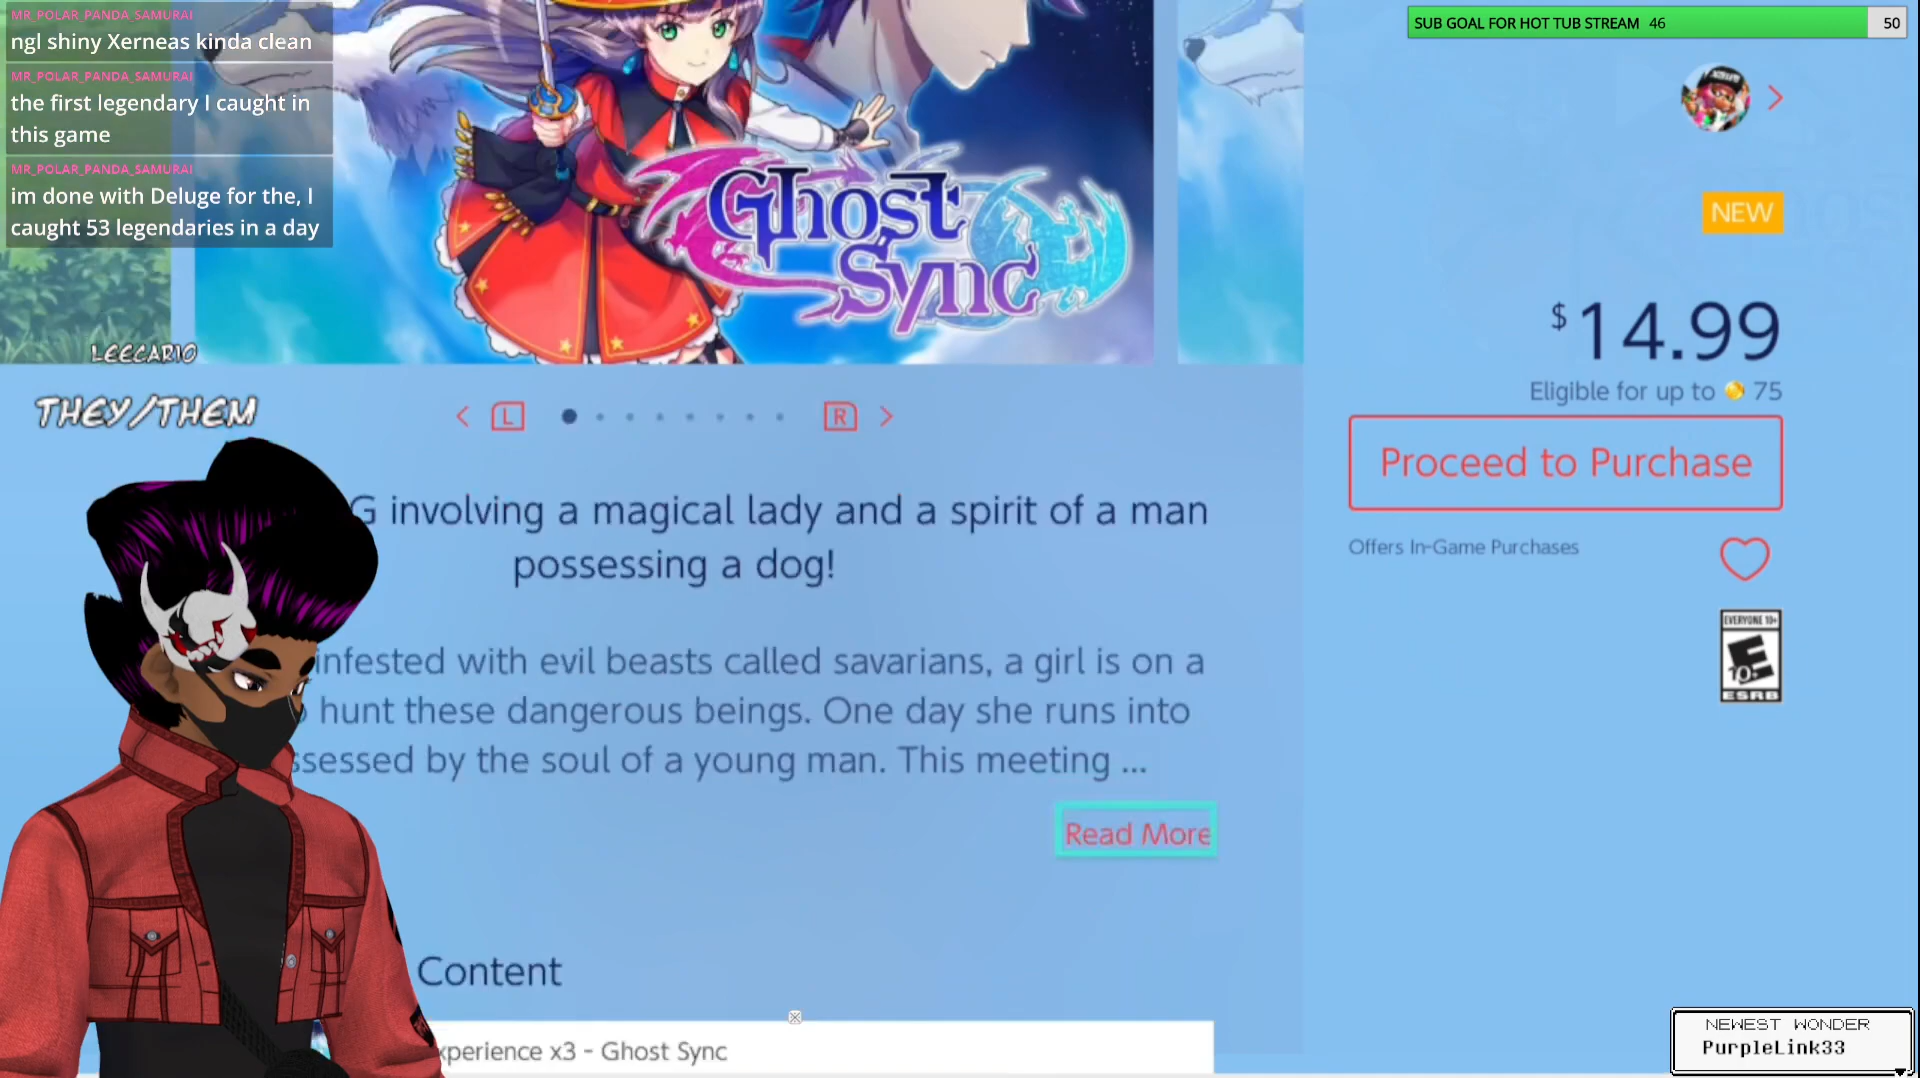 MR_POLAR_PANDA_SAMURAI
ngl shiny Xerneas kinda clean
MR_POLAR_PANDA_SAMURAI
the first legendary I caught in
this game
MR_POLAR_PANDA_SAMURAI
im done with Deluge for the, I
caught 53 legendaries in a day
LEECARIO
THEY/THEM
Ghost
Sync
SUB GOAL FOR HOT TUB STREAM 46 50
NEW
$14.99
Eligible for up to 75
Proceed to Purchase
Offers In-Game Purchases
EVERYONE 10+
E
10+
ESRB
L R
G involving a magical lady and a spirit of a man
possessing a dog!
infested with evil beasts called savarians, a girl is on a
hunt these dangerous beings. One day she runs into
ssessed by the soul of a young man. This meeting ...
Read More
Content
xperience x3 - Ghost Sync
NEWEST WONDER
PurpleLink33